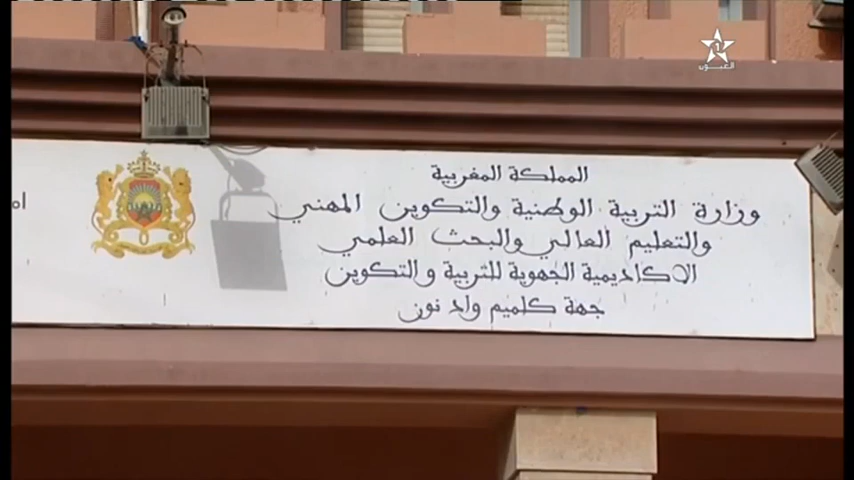 العيون
المملكة المغربية
وزارة التربية الوطنية والتكوين المهني
والتعليم العالي والبحث العلمي
الاكاديمية الجهوية للتربية والتكوين
جهة كلميم واد نون